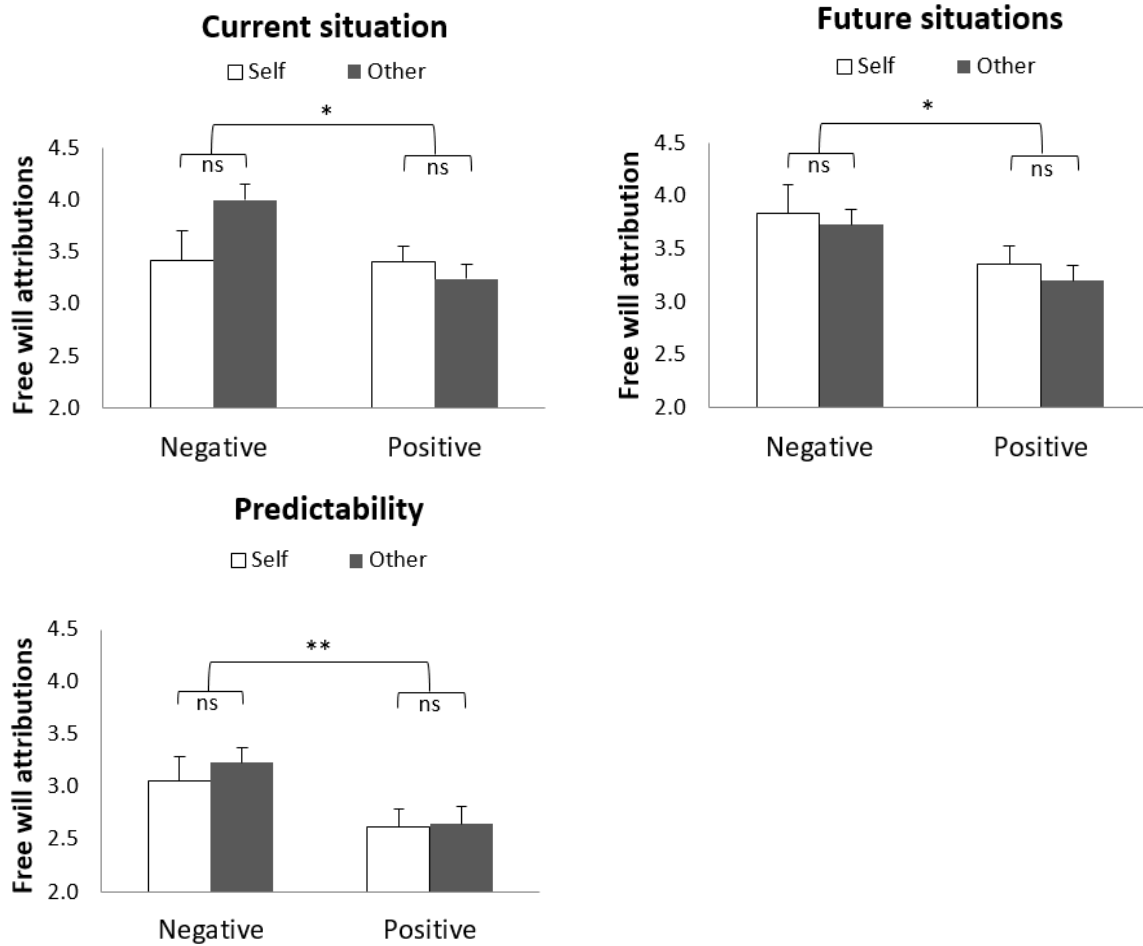 Current situation
Self Other
*
ns ns
Free will attributions
4.5
4.0
3.5
3.0
2.5
2.0
Negative Positive
Future situations
Self Other
*
ns ns
Free will attribution
4.5
4.0
3.5
3.0
2.5
2.0
Negative Positive
Predictability
Self Other
**
ns ns
Free will attributions
4.5
4.0
3.5
3.0
2.5
2.0
Negative Positive